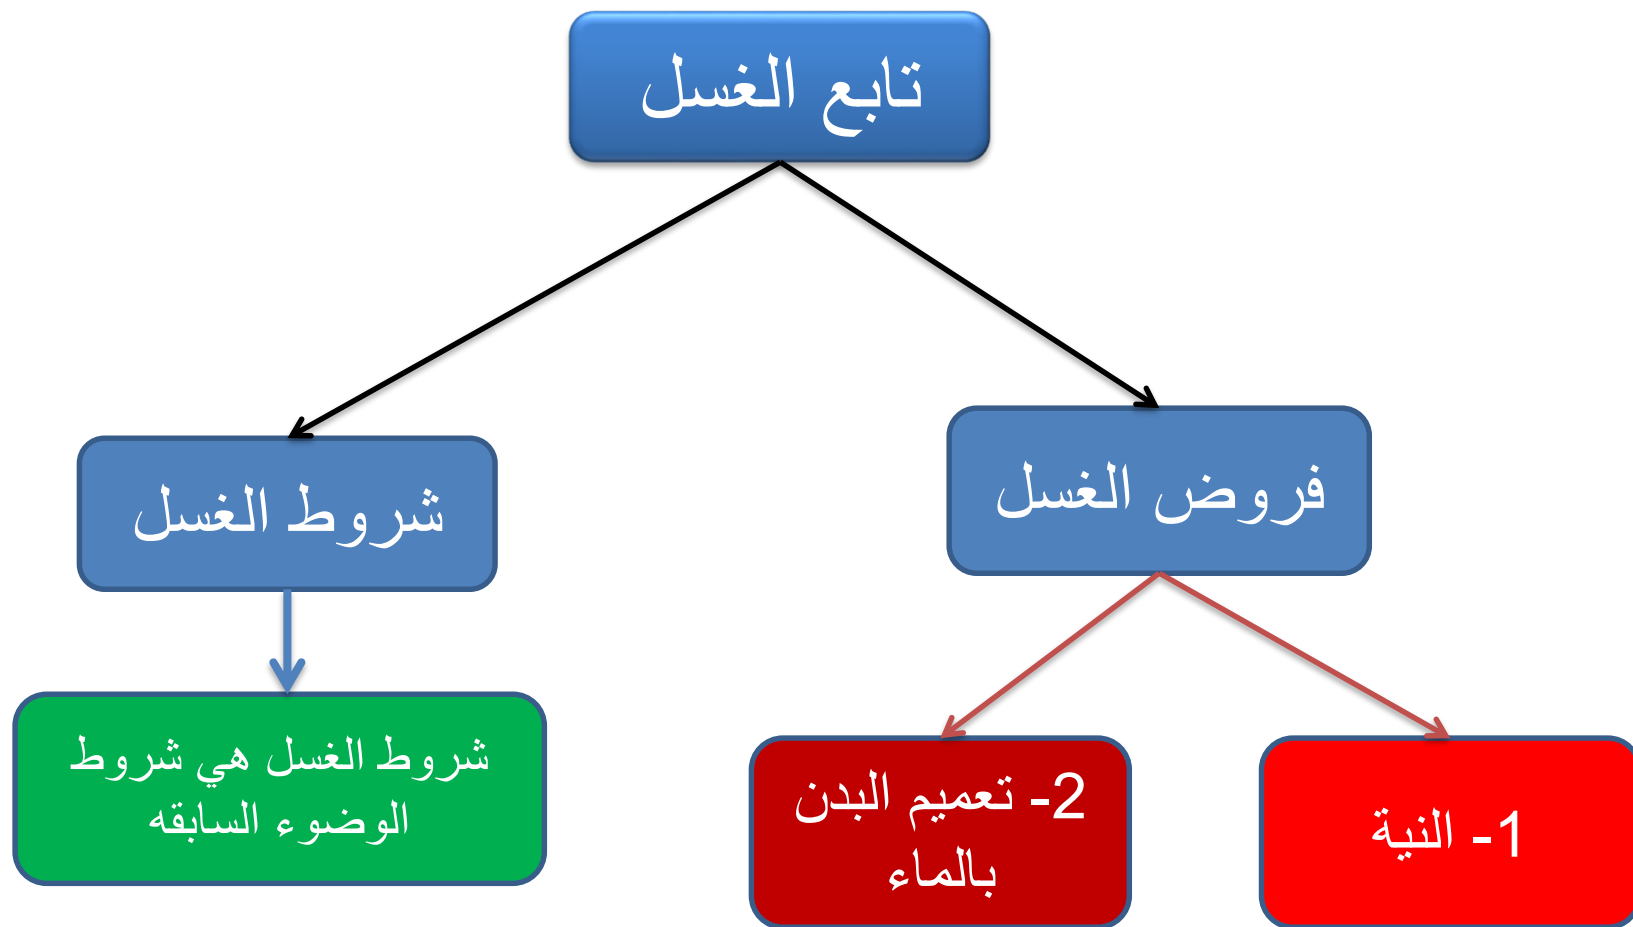 تابع الغسل
فروض الغسل
شروط الغسل
1- النية
2- تعميم البدن
بالماء
شروط الغسل هي شروط
الوضوء السابقه